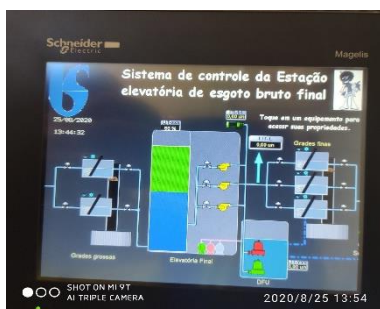 Schneider
Electric
Magelis
Sistema de controle da Estação
elevatória de esgoto bruto final
25/08/2020
13:44:32
Toque em um equipamento para
acessar suas propriedades.
Grades finas
Grades grossas
Elevatória Final
DFU
SHOT ON MI 9T
AI TRIPLE CAMERA
2020/8/25 13:54